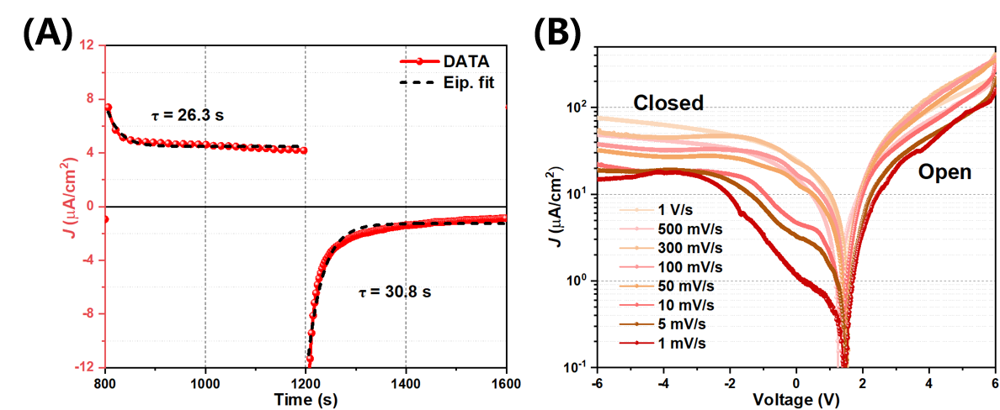 (A)
12
8
4
0
-4
-8
-12
J (μA/cm²)
DATA
Eip. fit
τ = 26.3 s
τ = 30.8 s
800
1000
1200
1400
1600
Time (s)
(B)
10²
10¹
10⁰
10⁻¹
J (μA/cm²)
Closed
Open
1 V/s
500 mV/s
300 mV/s
100 mV/s
50 mV/s
10 mV/s
5 mV/s
1 mV/s
-6
-4
-2
0
2
4
6
Voltage (V)